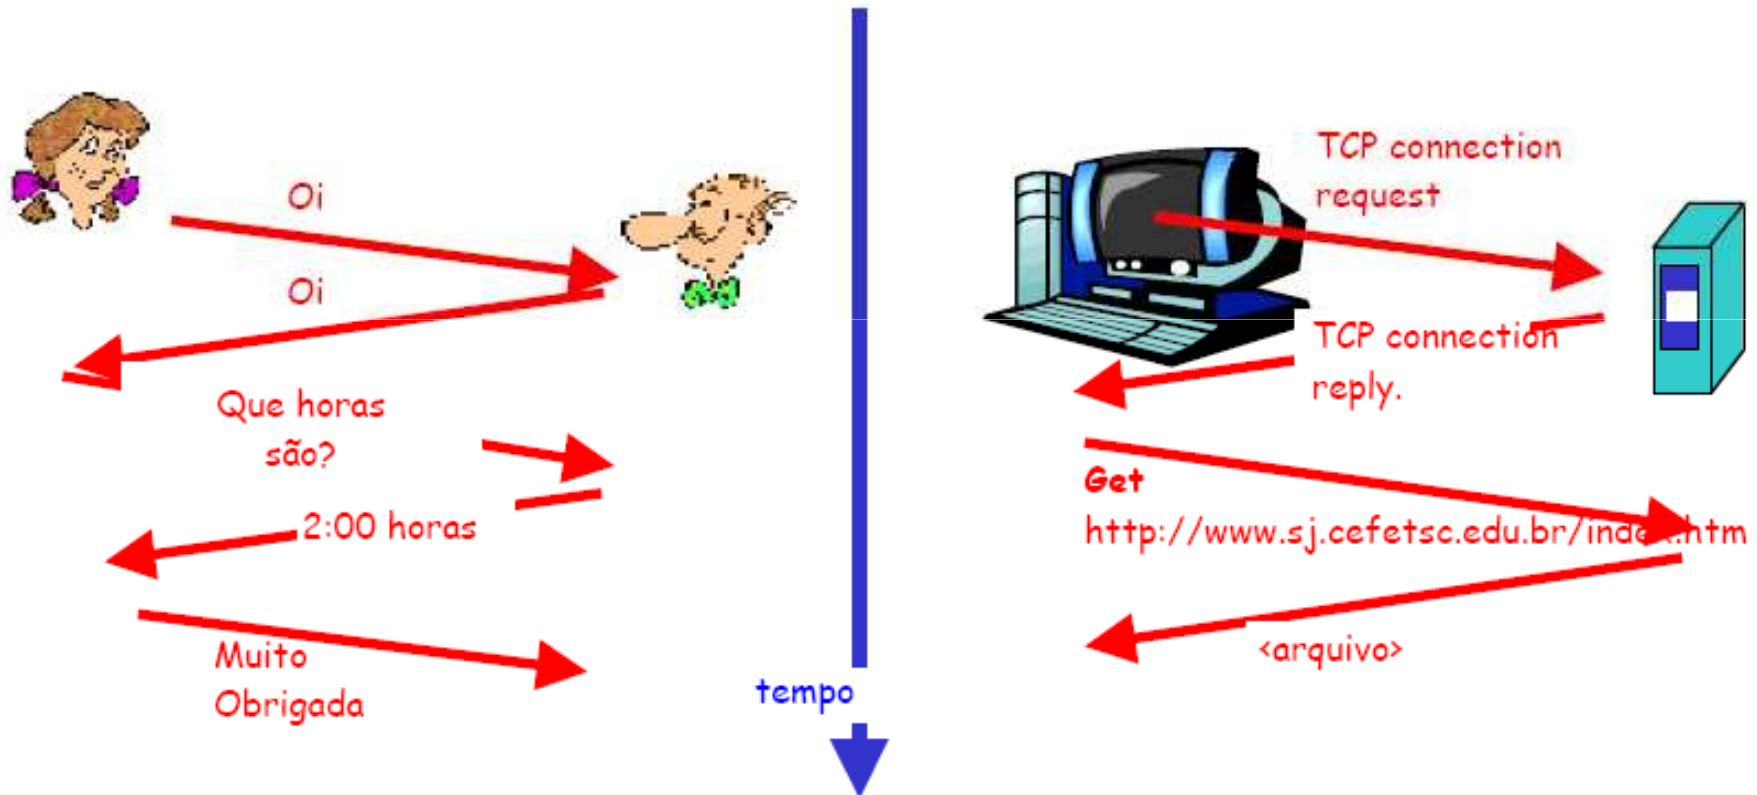 Oi
Oi
Que horas
são?
2:00 horas
Muito
Obrigada
tempo
TCP connection
request
TCP connection
reply.
Get
http://www.sj.cefetsc.edu.br/index.htm
<arquivo>